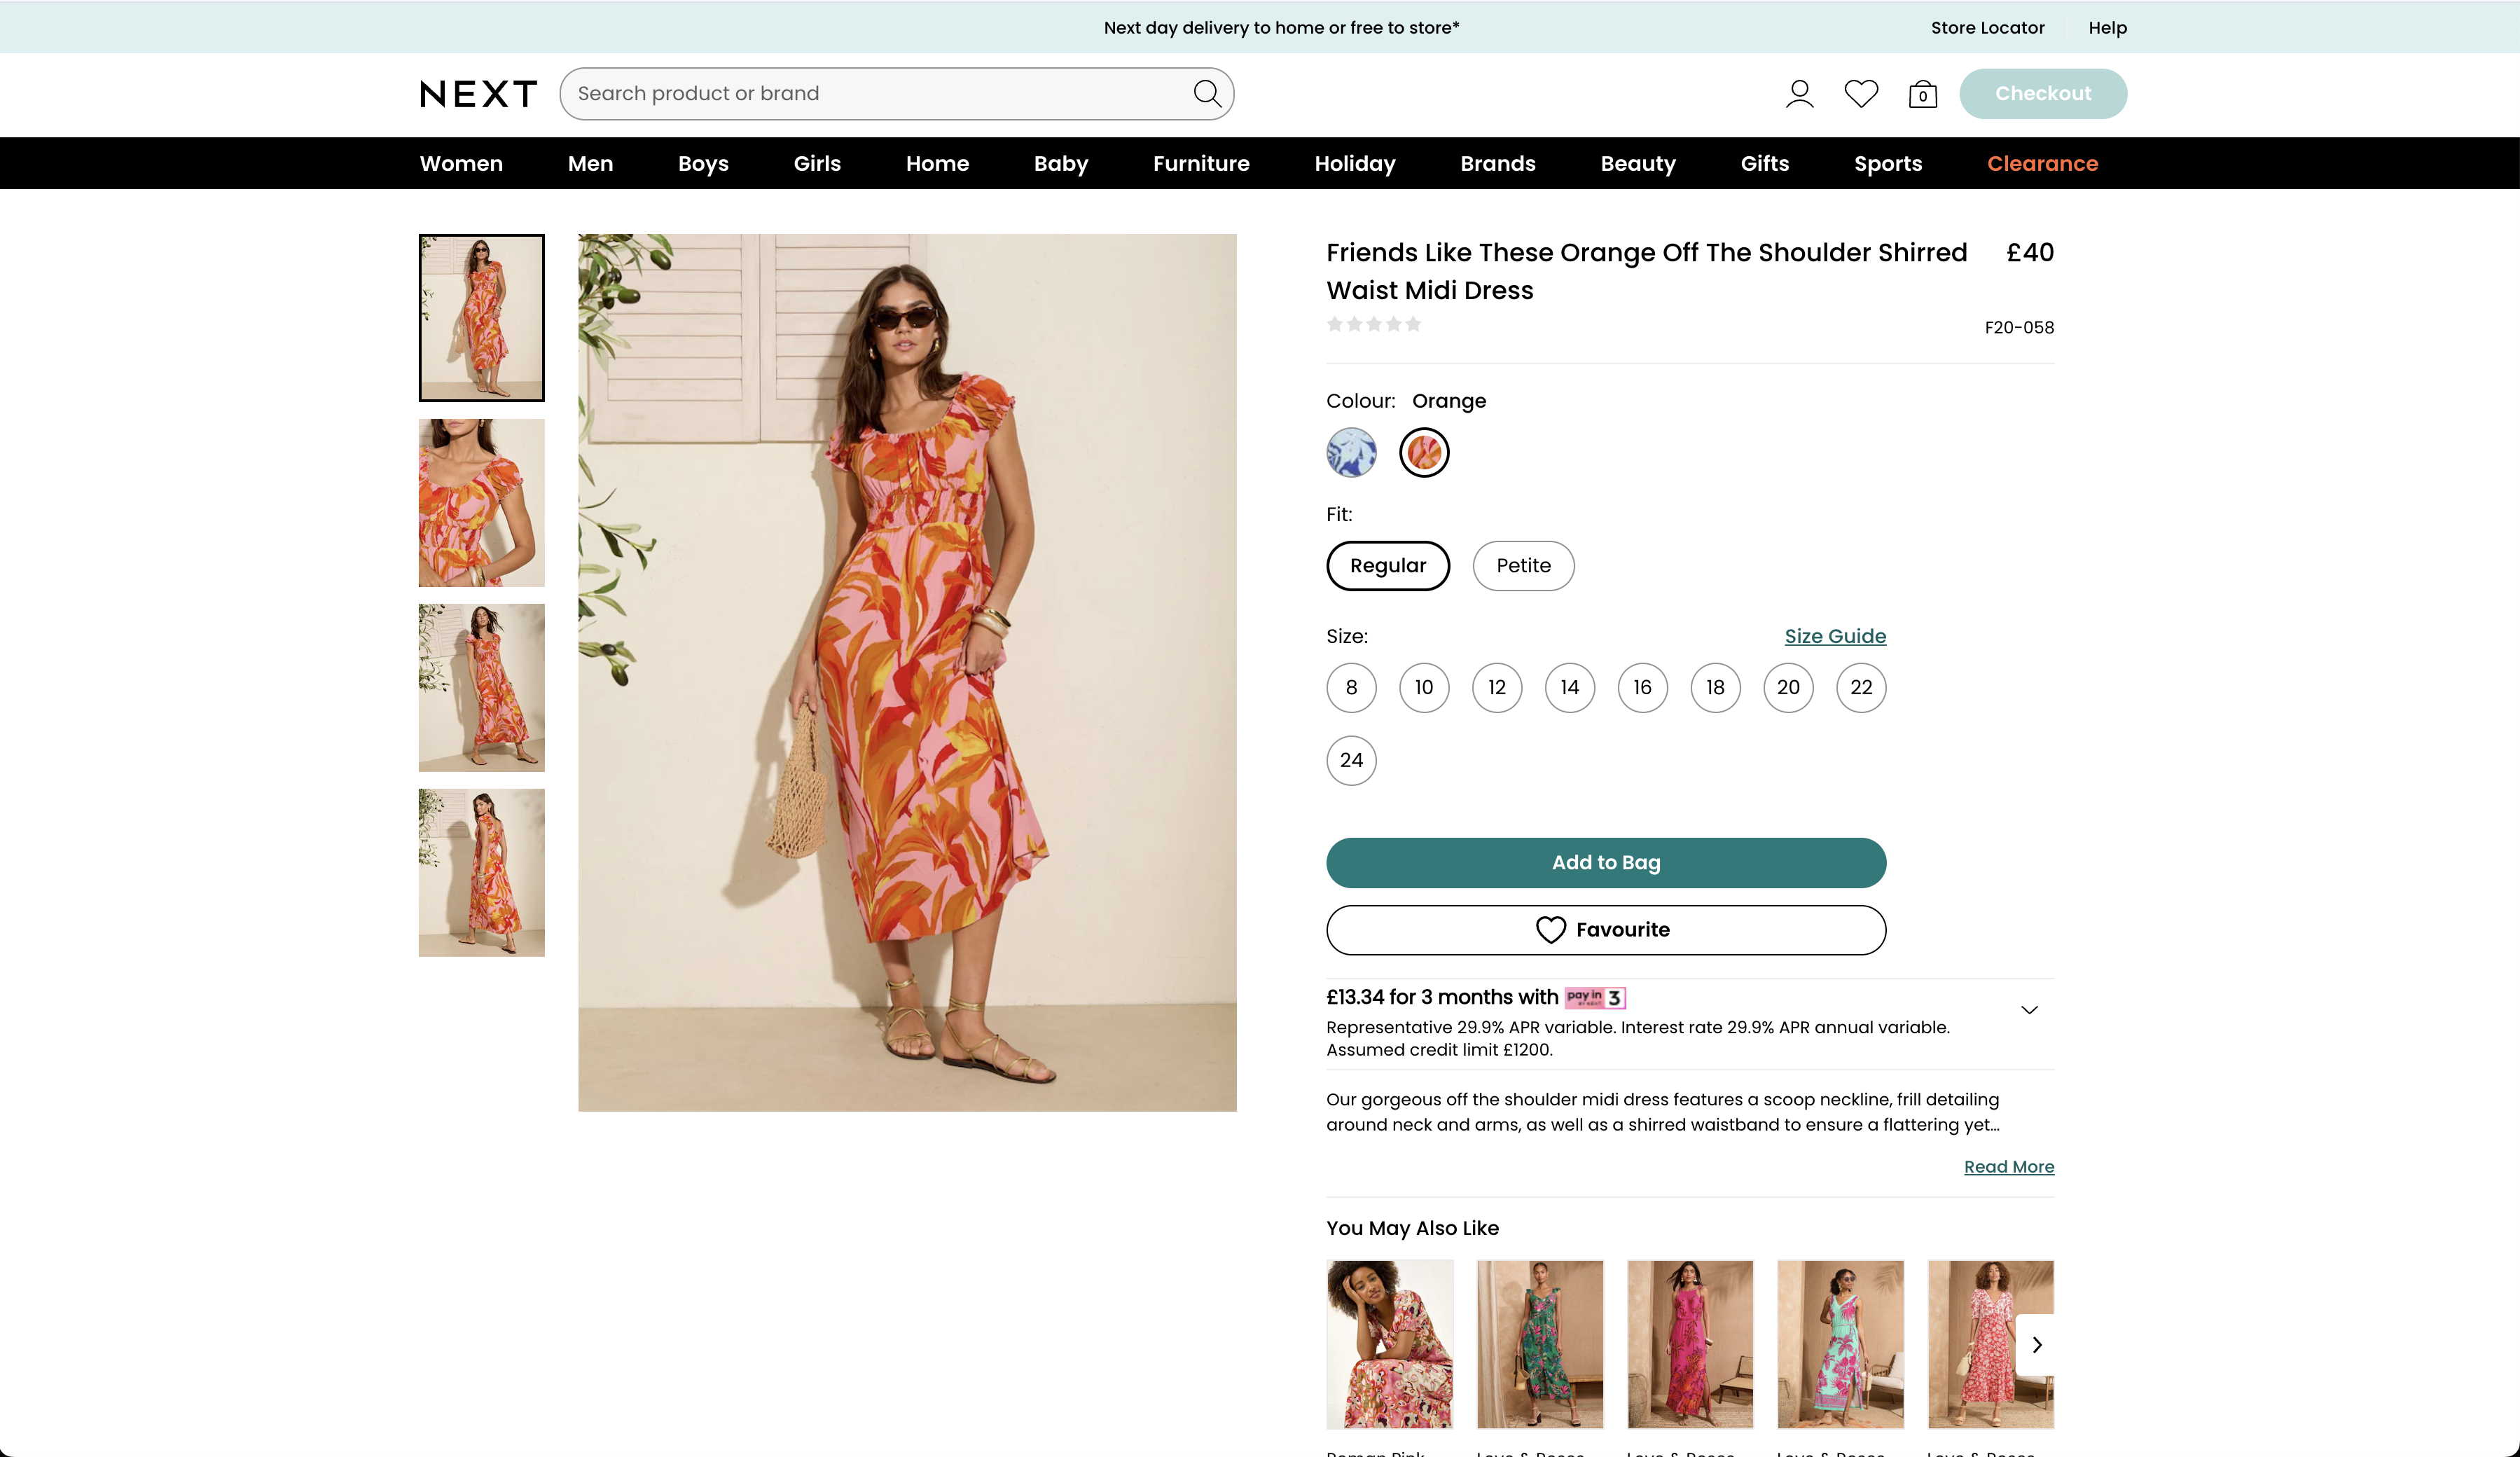 Next day delivery to home or free to store*
Store Locator
Help
NEXT
Search product or brand
0
Checkout
Women
Men
Boys
Girls
Home
Baby
Furniture
Holiday
Brands
Beauty
Gifts
Sports
Clearance
Friends Like These Orange Off The Shoulder Shirred
Waist Midi Dress
£40
F20-058
Colour: Orange
Fit:
Regular
Petite
Size:
Size Guide
8
10
12
14
16
18
20
22
24
Add to Bag
Favourite
£13.34 for 3 months with pay in 3
Representative 29.9% APR variable. Interest rate 29.9% APR annual variable.
Assumed credit limit £1200.
Our gorgeous off the shoulder midi dress features a scoop neckline, frill detailing
around neck and arms, as well as a shirred waistband to ensure a flattering yet...
Read More
You May Also Like